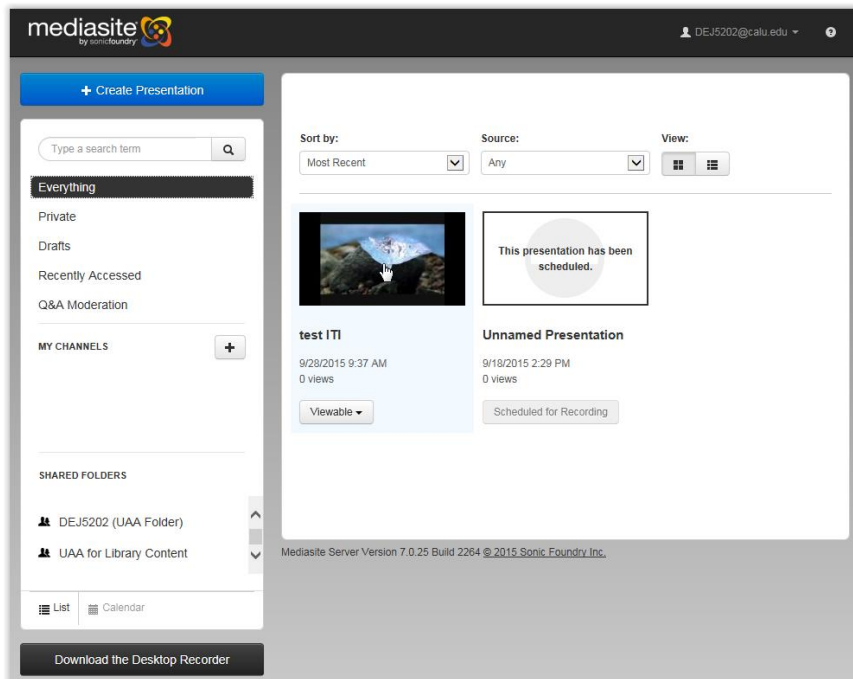 mediasite
by sonicfoundry
DEJ5202@calu.edu
+ Create Presentation
Type a search term
Everything
Private
Drafts
Recently Accessed
Q&A Moderation
MY CHANNELS
+
SHARED FOLDERS
DEJ5202 (UAA Folder)
UAA for Library Content
List Calendar
Download the Desktop Recorder
Sort by: Source: View:
Most Recent Any
This presentation has been
scheduled.
test ITI
9/28/2015 9:37 AM
0 views
Viewable
Unnamed Presentation
9/18/2015 2:29 PM
0 views
Scheduled for Recording
Mediasite Server Version 7.0.25 Build 2264 © 2015 Sonic Foundry Inc.